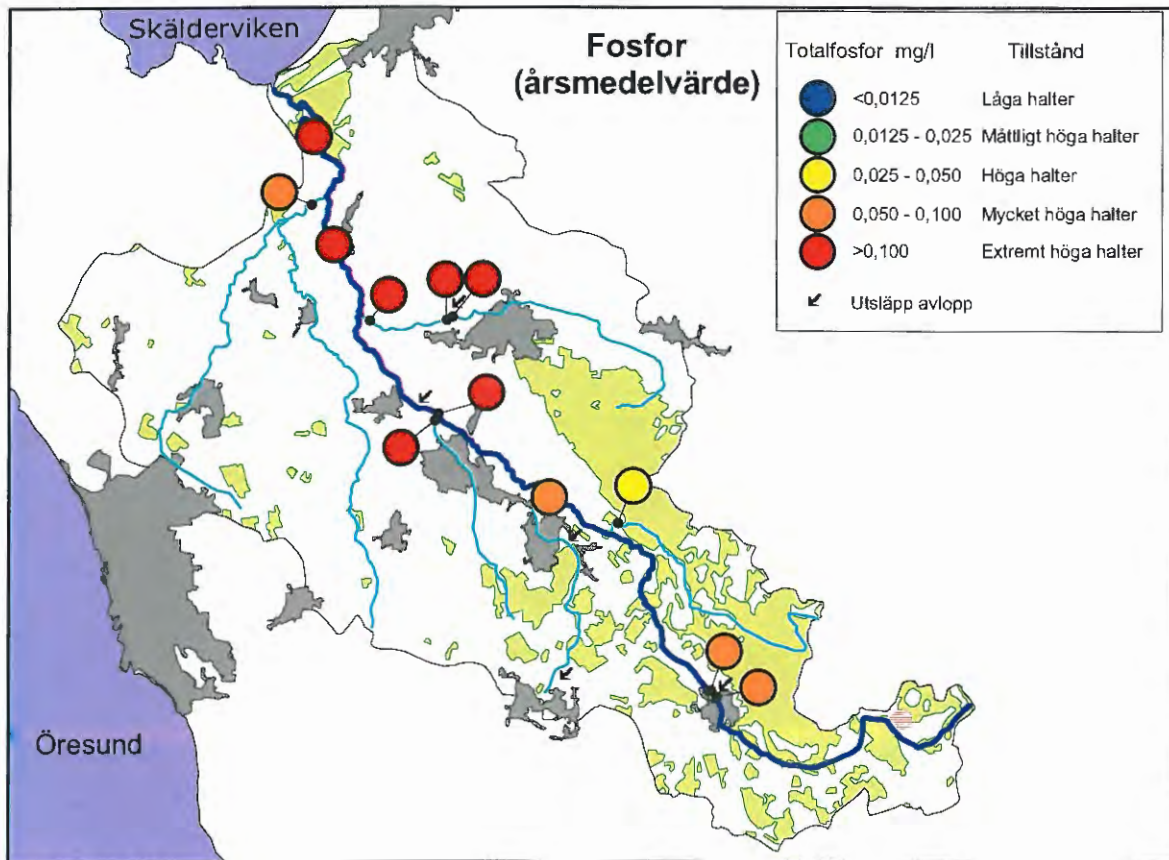 Skälderviken
Fosfor
(årsmedelvärde)
Totalfosfor mg/l Tillstånd
<0,0125 Låga halter
0,0125 - 0,025 Måttligt höga halter
0,025 - 0,050 Höga halter
0,050 - 0,100 Mycket höga halter
>0,100 Extremt höga halter
Utsläpp avlopp
Öresund